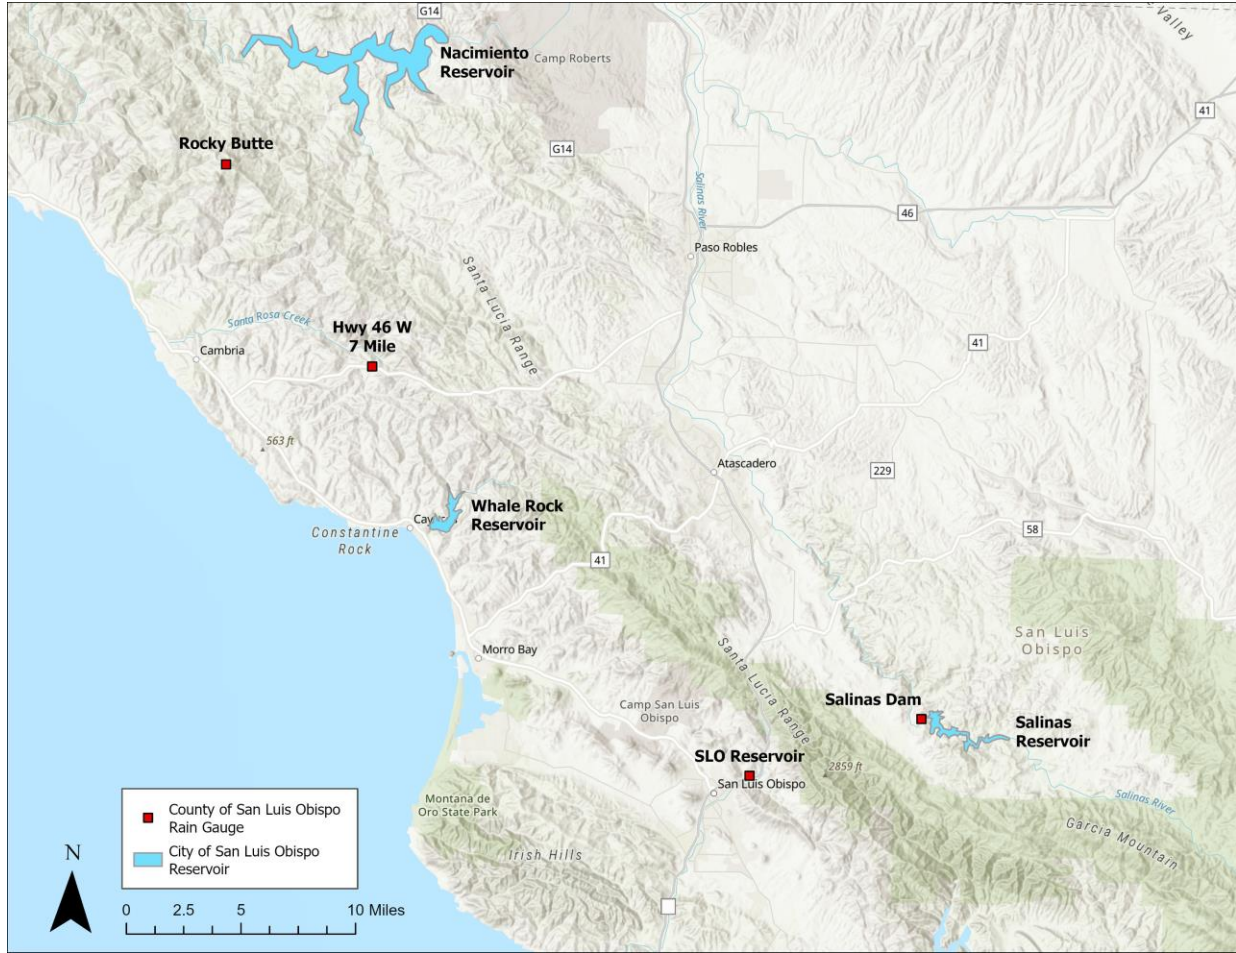 G14
Valley
Nacimiento
Reservoir
Camp Roberts
41
Rocky Butte
G14
Salinas River
46
Paso Robles
Santa Lucia Range
Santa Rosa Creek
Hwy 46 W
7 Mile
41
Cambria
563 ft
Atascadero
229
Whale Rock
Reservoir
Constantine
Rock
58
41
San Luis
Obispo
Morro Bay
Santa Lucia Range
Camp San Luis
Obispo
Salinas Dam
Salinas
Reservoir
SLO Reservoir
2859 ft
San Luis Obispo
Salinas River
Montana de
Oro State Park
Garcia Mountain
Irish Hills
County of San Luis Obispo
Rain Gauge
City of San Luis Obispo
Reservoir
N
0 2.5 5 10 Miles